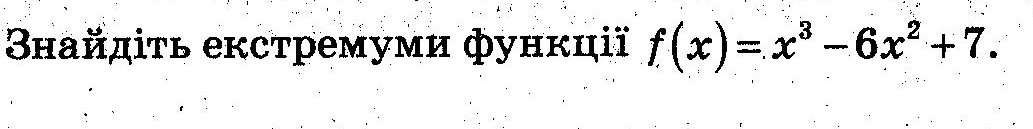 Знайдіть екстремуми функції f(x) = x³ – 6x² + 7.